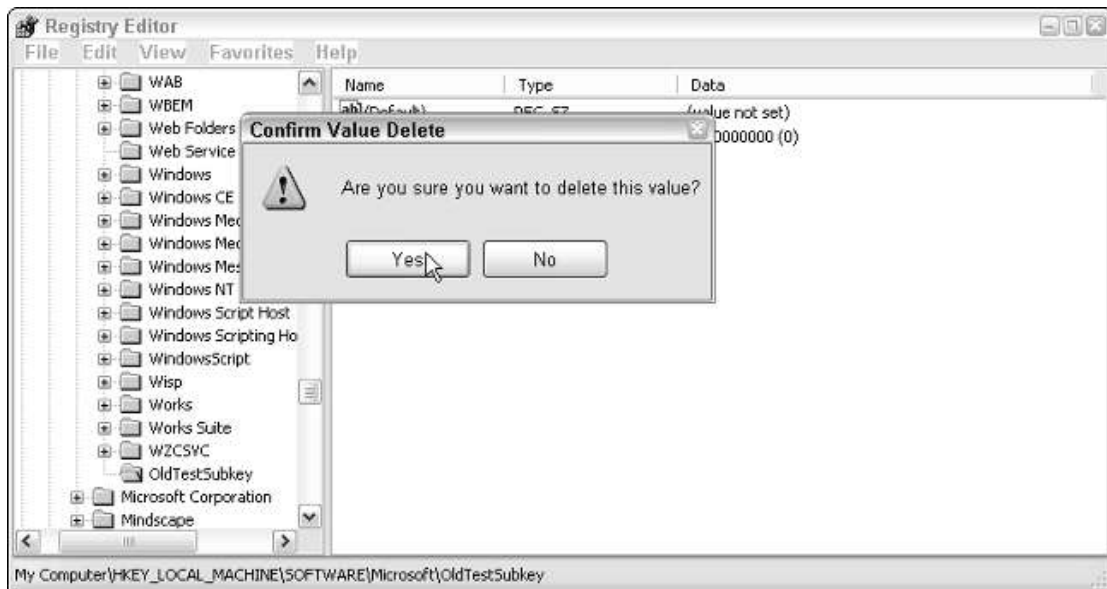 Registry Editor
File Edit View Favorites Help
Name Type Data
WAB
WBEM
Web Folders
Web Service
Windows
Windows CE
Windows Med
Windows Med
Windows Mes
Windows NT
Windows Script Host
Windows Scripting Ho
WindowsScript
Wisp
Works
Works Suite
WZCSVC
OldTestSubkey
Microsoft Corporation
Mindscape
ab (Default) REG_SZ (value not set)
0000000 (0)
Confirm Value Delete
Are you sure you want to delete this value?
Yes No
My Computer\HKEY_LOCAL_MACHINE\SOFTWARE\Microsoft\OldTestSubkey